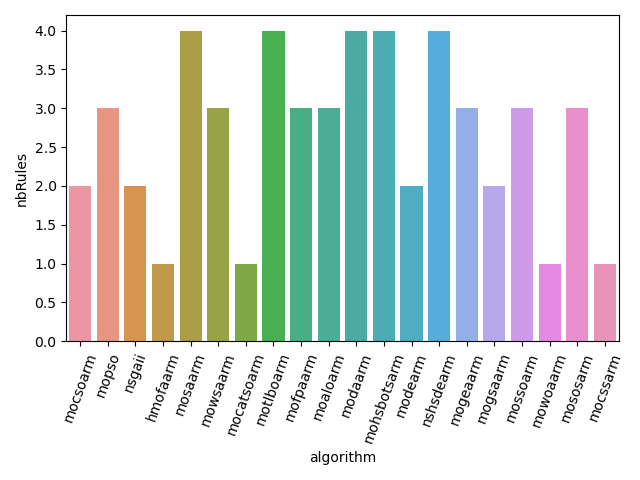 nbRules
4.0
3.5
3.0
2.5
2.0
1.5
1.0
0.5
0.0
mocsoarm
mopso
nsgaii
hmofaarm
mosaarm
mowsaarm
mocatsoarm
motlboarm
mofpaarm
moaloarm
modaarm
mohsbotsarm
modearm
nshsdearm
mogeaarm
mogsaarm
mossoarm
mowoaarm
mososarm
mocssarm
algorithm